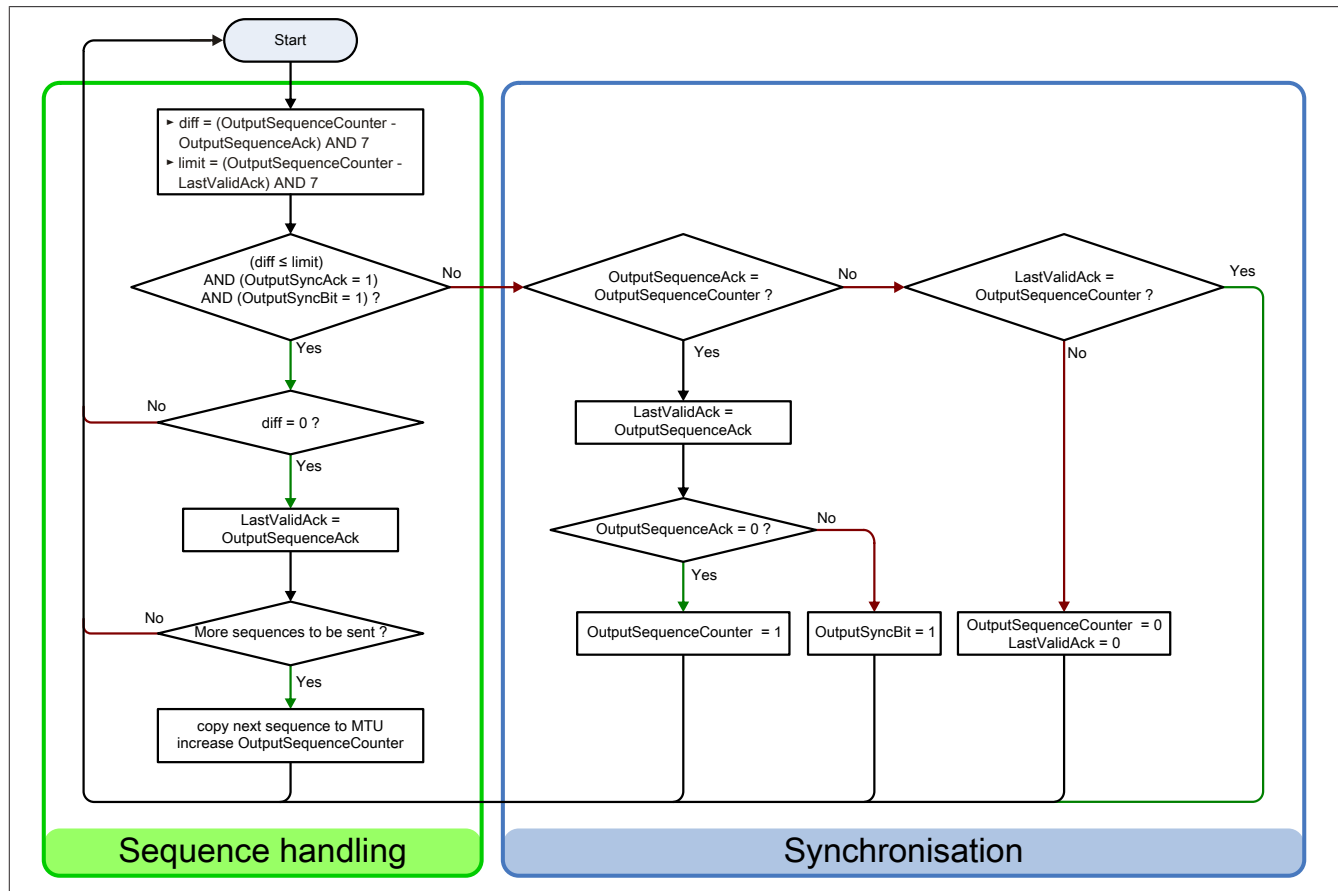 Start
► diff = (OutputSequenceCounter -
OutputSequenceAck) AND 7
► limit = (OutputSequenceCounter -
LastValidAck) AND 7
(diff ≤ limit)
AND (OutputSyncAck = 1)
AND (OutputSyncBit = 1) ?
No
Yes
diff = 0 ?
No
Yes
LastValidAck =
OutputSequenceAck
More sequences to be sent ?
No
Yes
copy next sequence to MTU
increase OutputSequenceCounter
Sequence handling
OutputSequenceAck =
OutputSequenceCounter ?
No
Yes
LastValidAck =
OutputSequenceAck
OutputSequenceAck = 0 ?
No
Yes
OutputSequenceCounter = 1
OutputSyncBit = 1
LastValidAck =
OutputSequenceCounter ?
Yes
No
OutputSequenceCounter = 0
LastValidAck = 0
Synchronisation